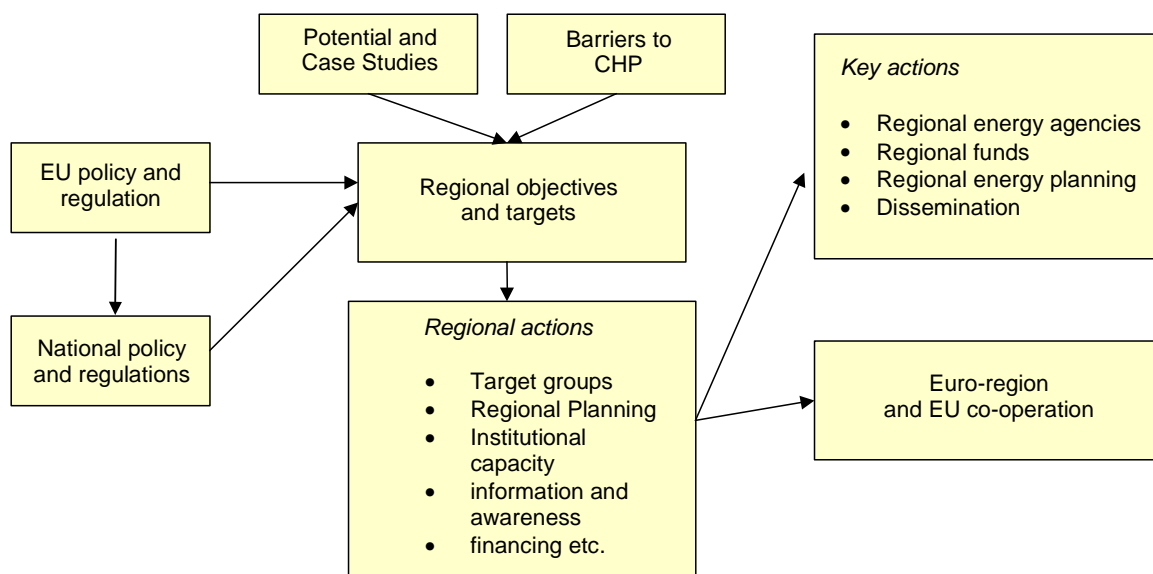 Potential and
Case Studies
Barriers to
CHP
Key actions
• Regional energy agencies
• Regional funds
• Regional energy planning
• Dissemination
EU policy and
regulation
Regional objectives
and targets
National policy
and regulations
Regional actions
• Target groups
• Regional Planning
• Institutional
capacity
• information and
awareness
• financing etc.
Euro-region
and EU co-operation